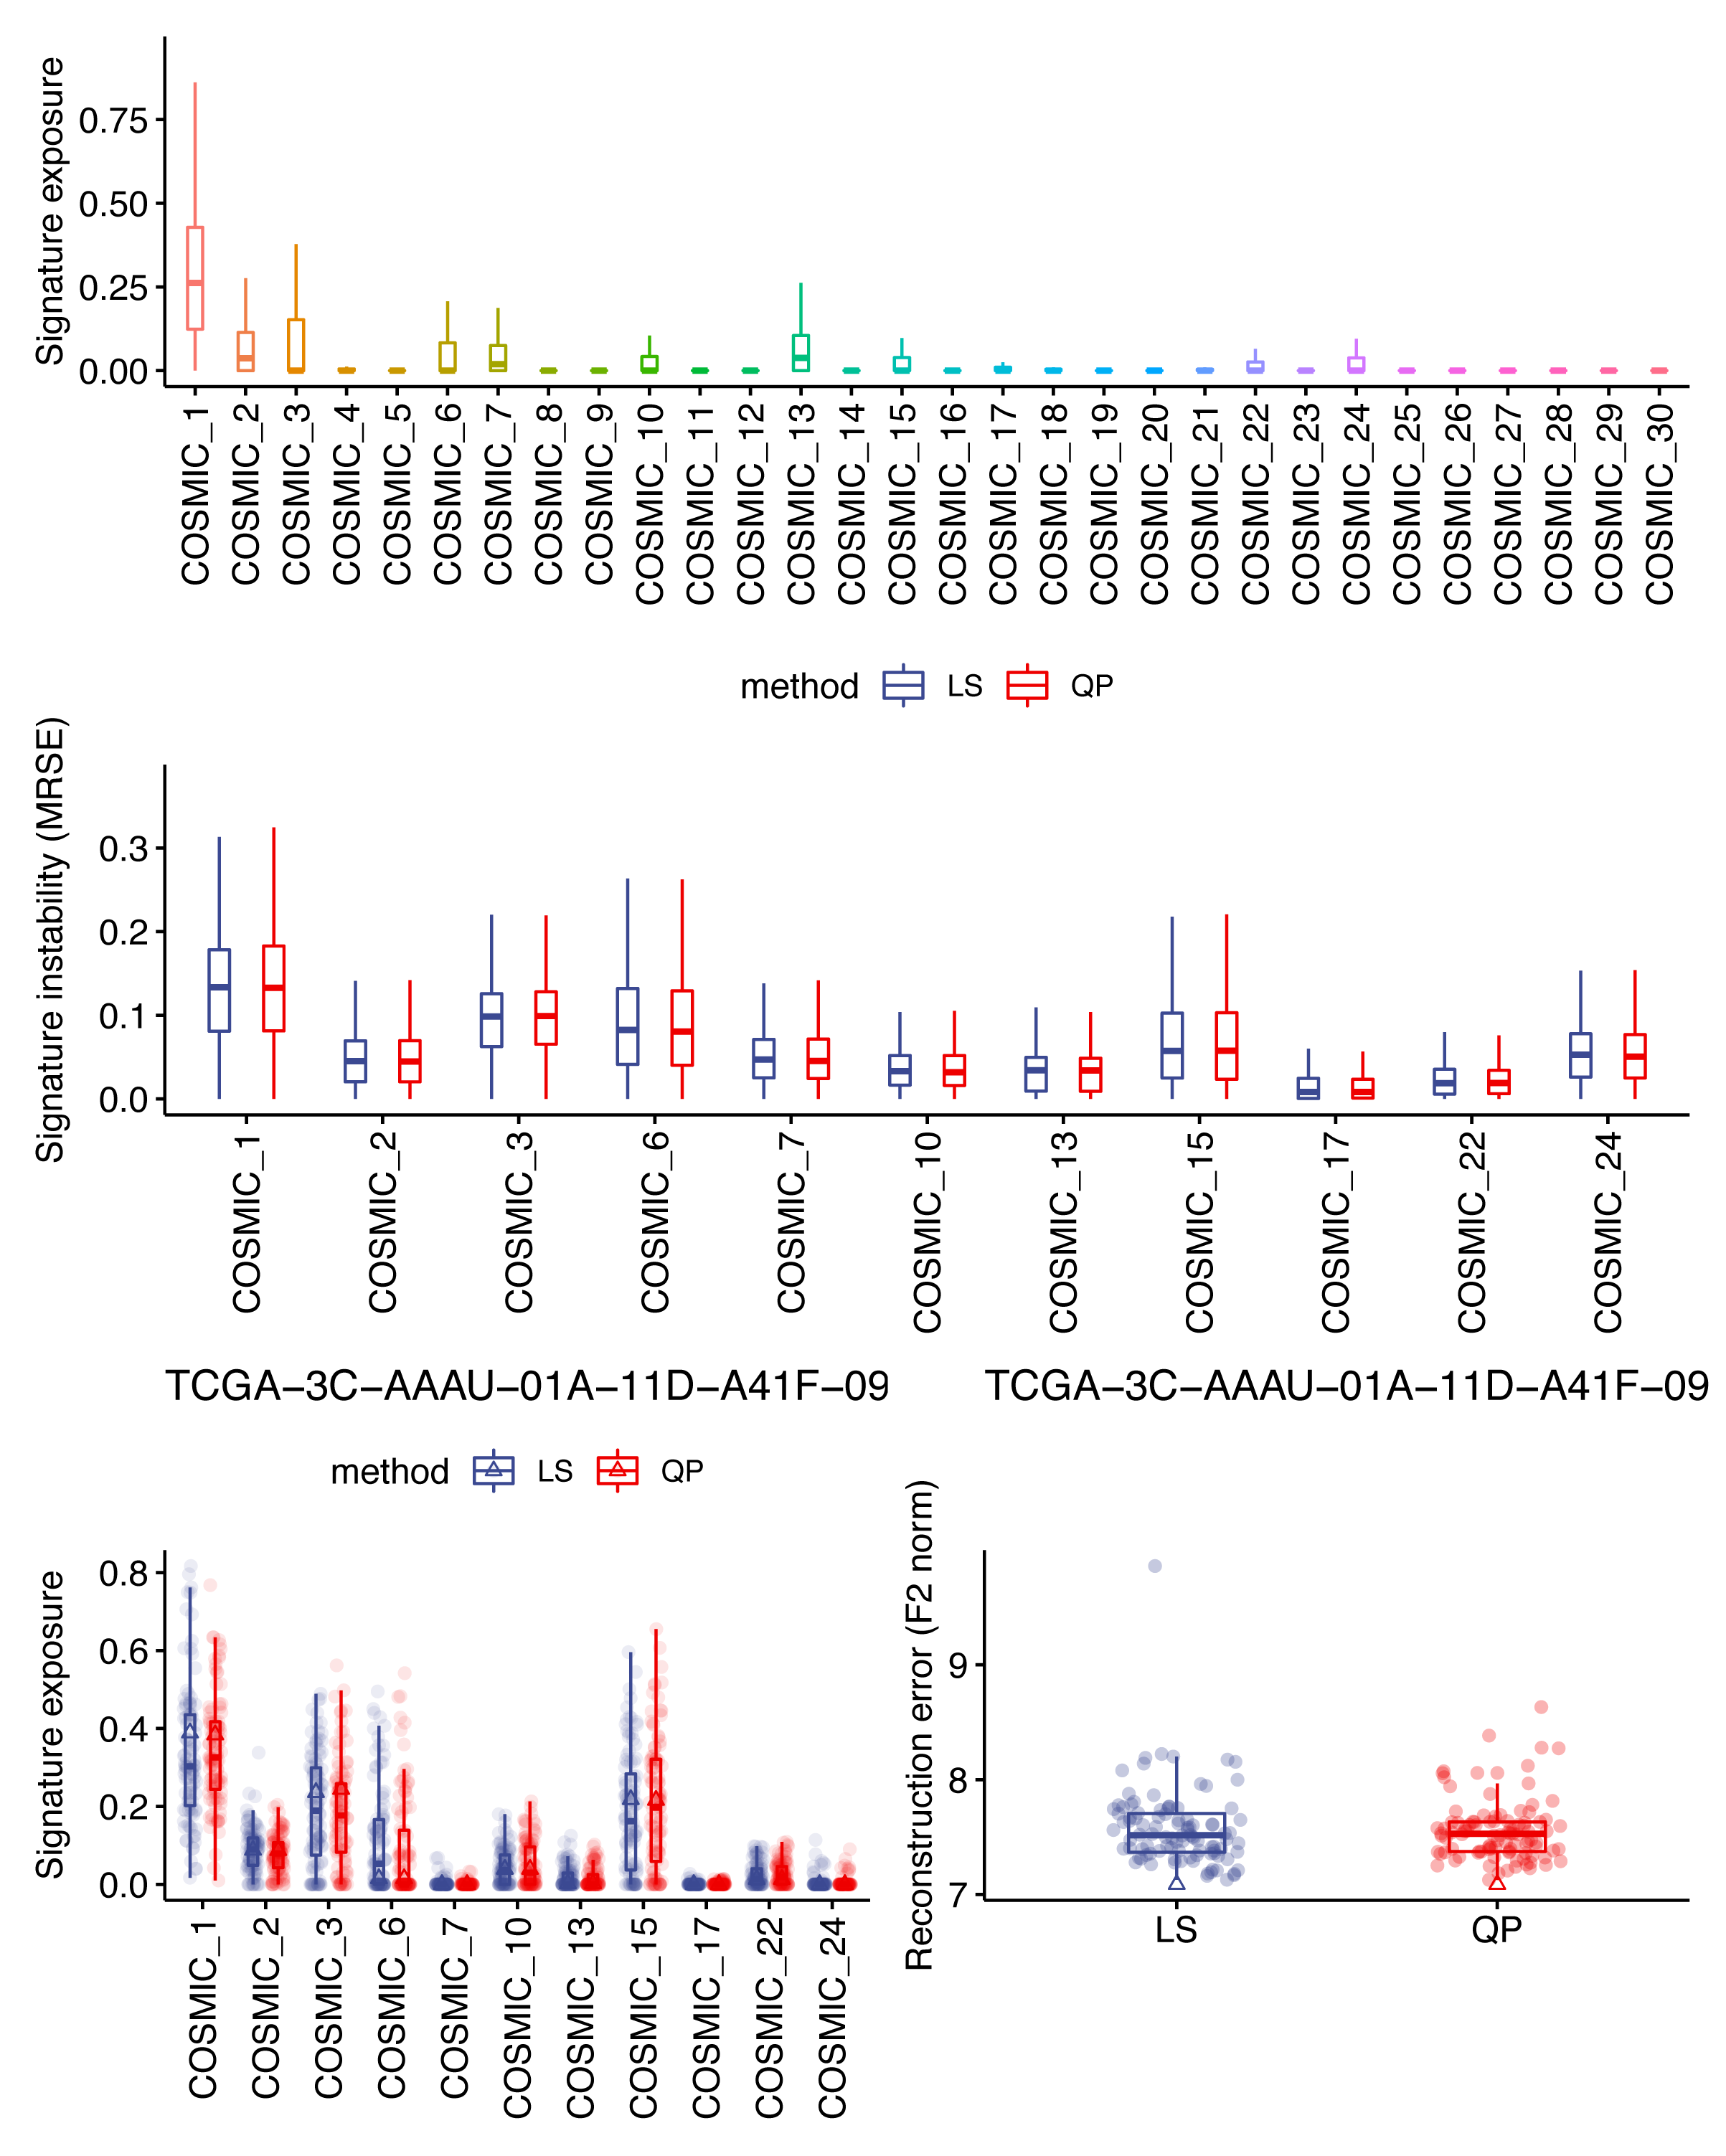 Signature exposure
0.75
0.50
0.25
0.00
COSMIC_1
COSMIC_2
COSMIC_3
COSMIC_4
COSMIC_5
COSMIC_6
COSMIC_7
COSMIC_8
COSMIC_9
COSMIC_10
COSMIC_11
COSMIC_12
COSMIC_13
COSMIC_14
COSMIC_15
COSMIC_16
COSMIC_17
COSMIC_18
COSMIC_19
COSMIC_20
COSMIC_21
COSMIC_22
COSMIC_23
COSMIC_24
COSMIC_25
COSMIC_26
COSMIC_27
COSMIC_28
COSMIC_29
COSMIC_30
method LS QP
Signature instability (MRSE)
0.3
0.2
0.1
0.0
COSMIC_1
COSMIC_2
COSMIC_3
COSMIC_6
COSMIC_7
COSMIC_10
COSMIC_13
COSMIC_15
COSMIC_17
COSMIC_22
COSMIC_24
TCGA−3C−AAAU−01A−11D−A41F−09
method LS QP
Signature exposure
0.8
0.6
0.4
0.2
0.0
COSMIC_1
COSMIC_2
COSMIC_3
COSMIC_6
COSMIC_7
COSMIC_10
COSMIC_13
COSMIC_15
COSMIC_17
COSMIC_22
COSMIC_24
TCGA−3C−AAAU−01A−11D−A41F−09
Reconstruction error (F2 norm)
9
8
7
LS
QP